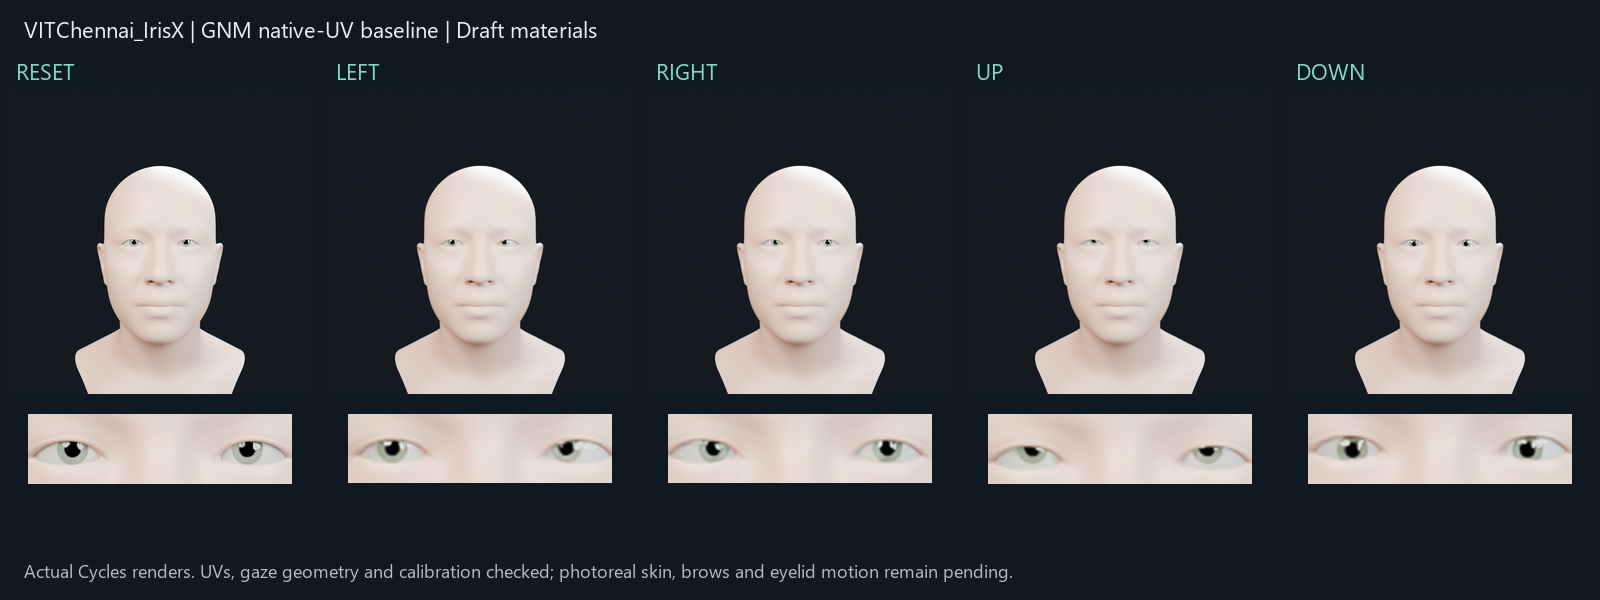 VITChennai_IrisX | GNM native-UV baseline | Draft materials
RESET
LEFT
RIGHT
UP
DOWN
Actual Cycles renders. UVs, gaze geometry and calibration checked; photoreal skin, brows and eyelid motion remain pending.